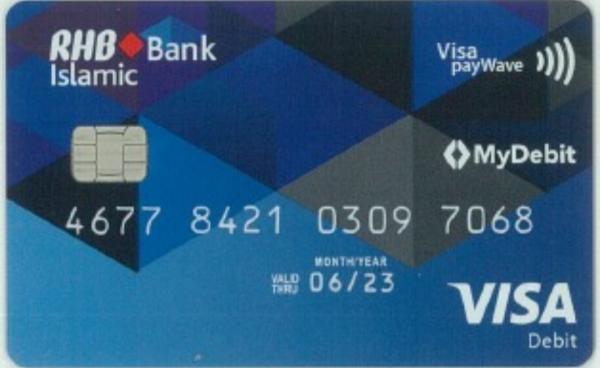 RHB Bank
Islamic
Visa
payWave
MyDebit
4677 8421 0309 7068
MONTH/YEAR
VALID THRU 06/23
VISA
Debit